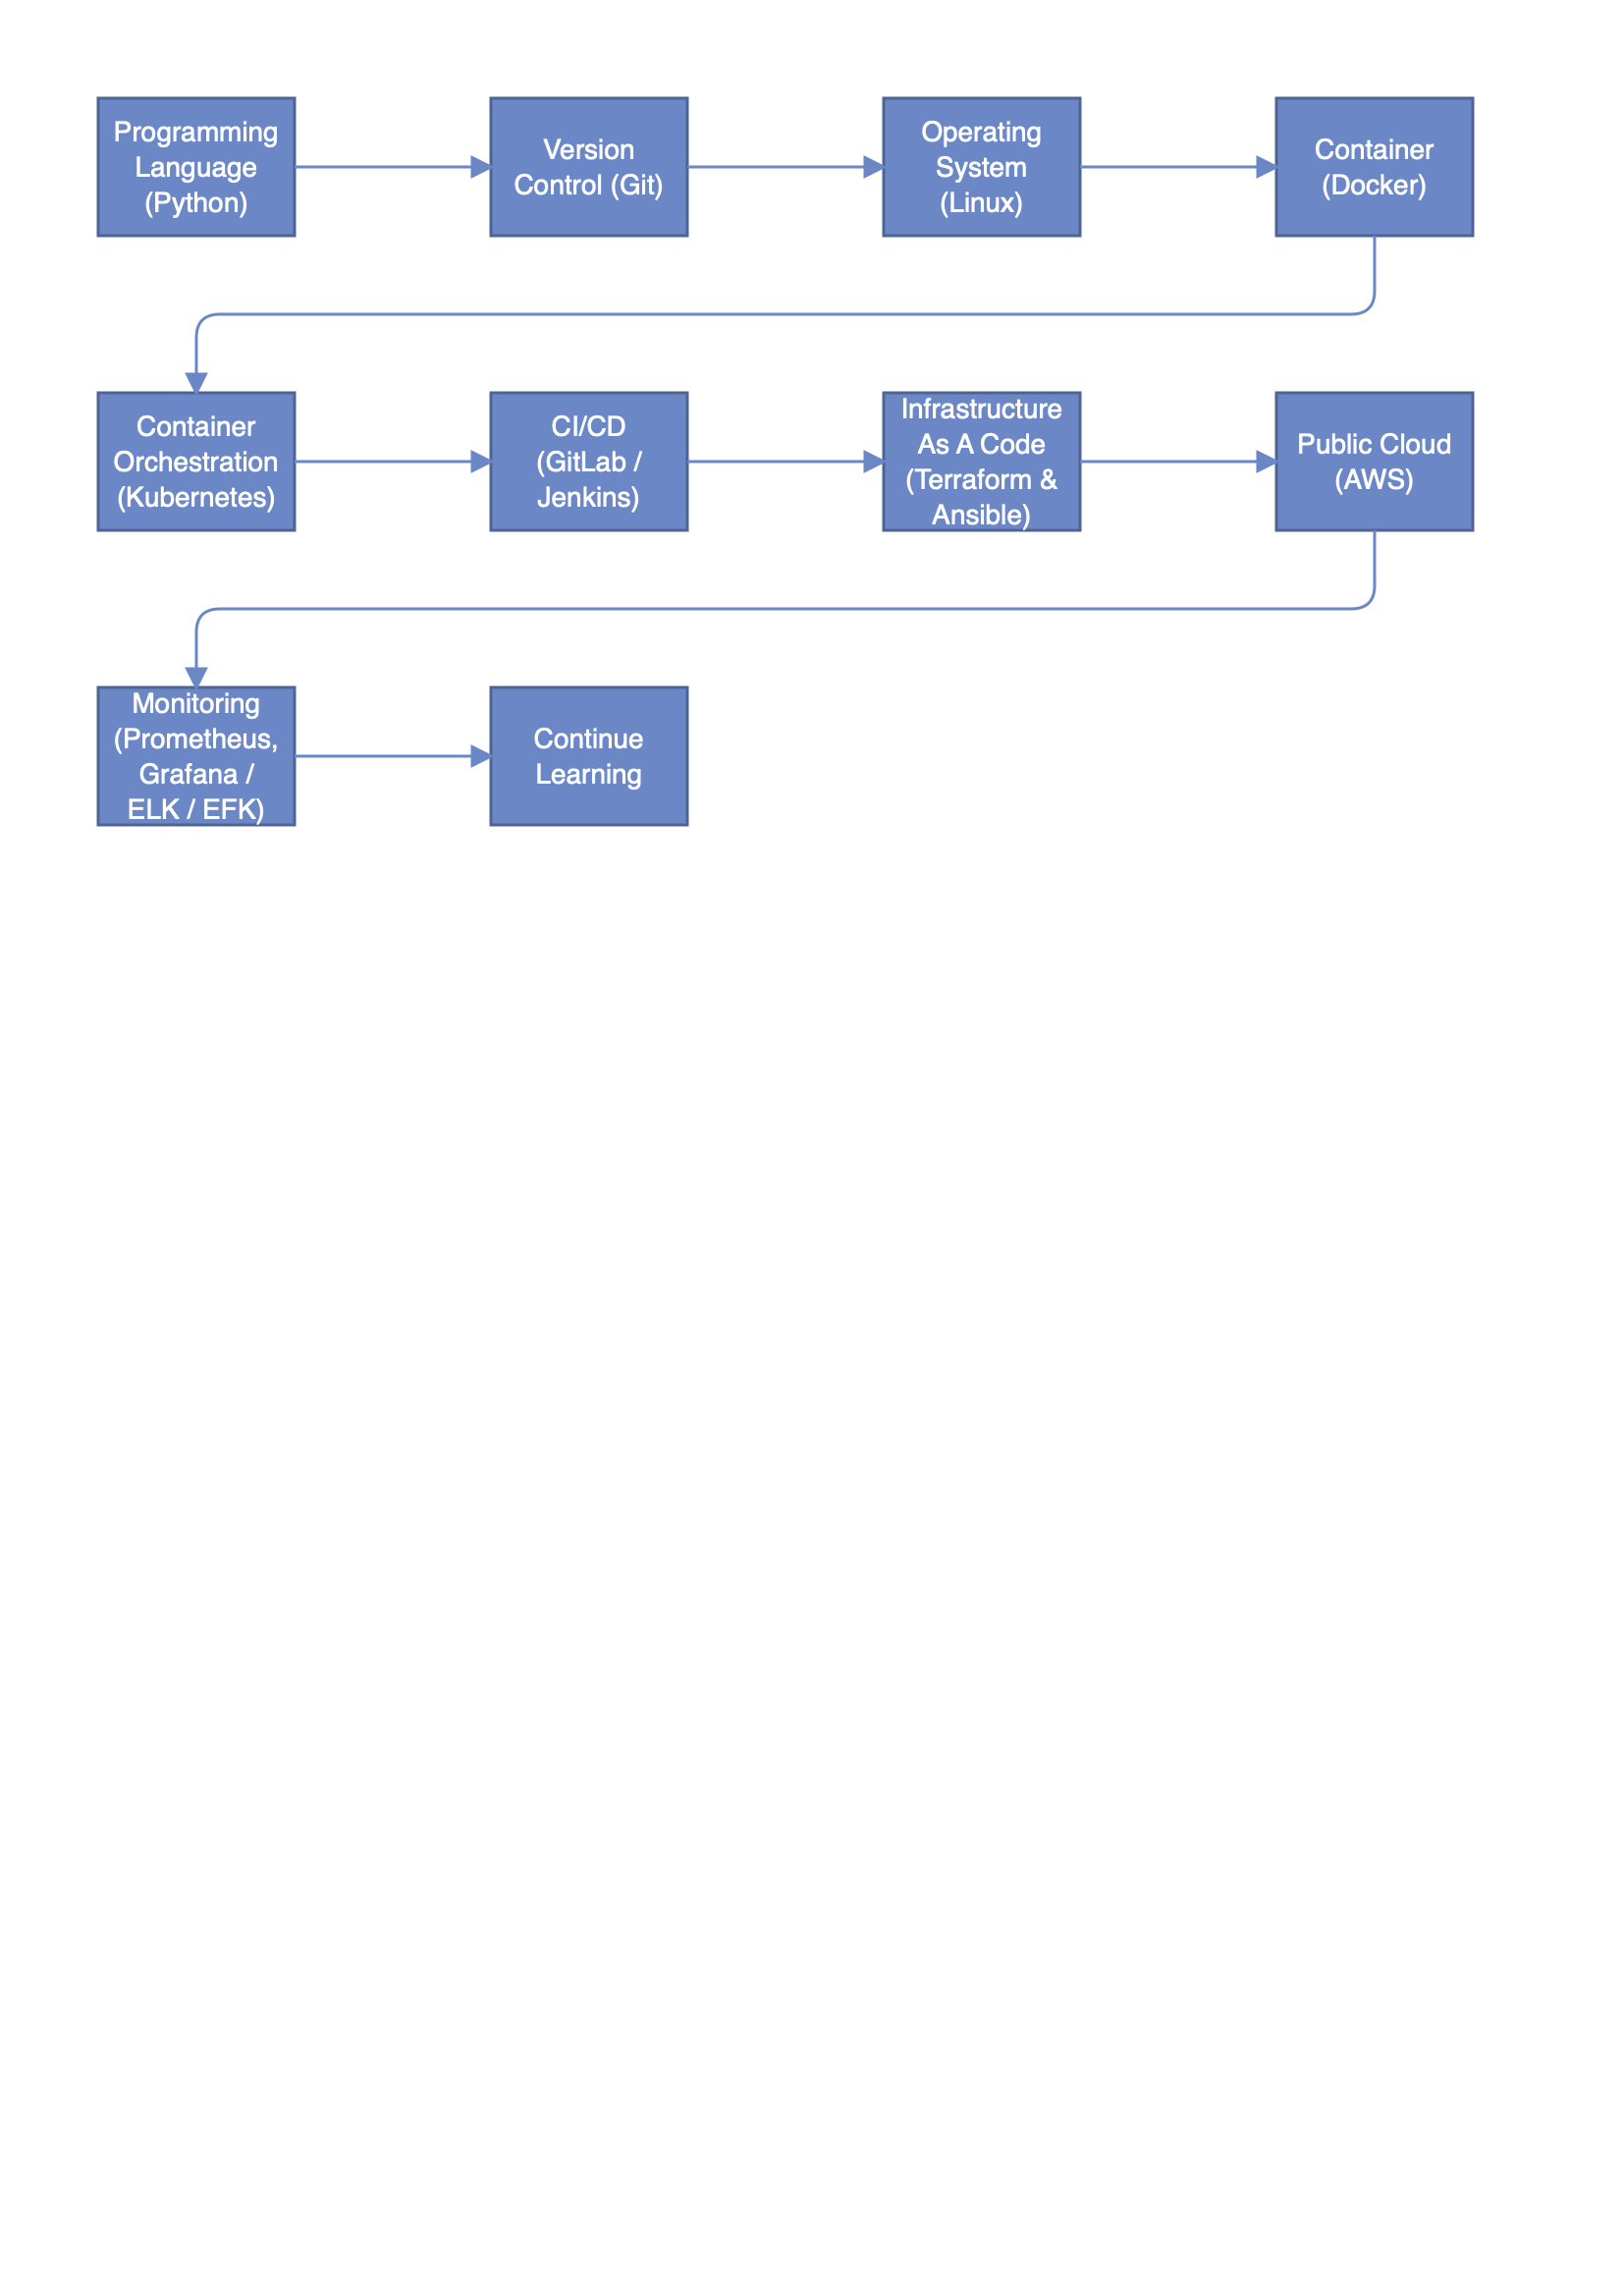 Programming
Language
(Python)
Version
Control (Git)
Operating
System
(Linux)
Container
(Docker)
Container
Orchestration
(Kubernetes)
CI/CD
(GitLab /
Jenkins)
Infrastructure
As A Code
(Terraform &
Ansible)
Public Cloud
(AWS)
Monitoring
(Prometheus,
Grafana /
ELK / EFK)
Continue
Learning